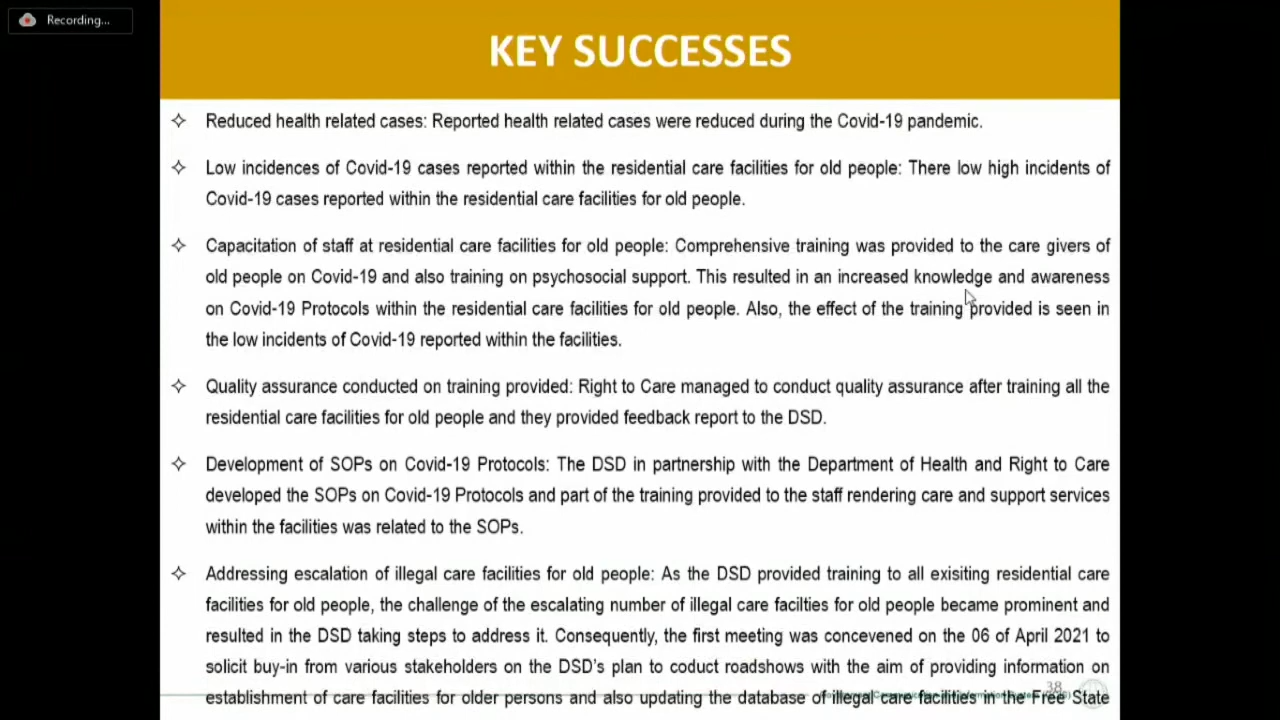 Recording...
KEY SUCCESSES
Reduced health related cases: Reported health related cases were reduced during the Covid-19 pandemic.
Low incidences of Covid-19 cases reported within the residential care facilities for old people: There low high incidents of
Covid-19 cases reported within the residential care facilities for old people.
Capacitation of staff at residential care facilities for old people: Comprehensive training was provided to the care givers of
old people on Covid-19 and also training on psychosocial support. This resulted in an increased knowledge and awareness
on Covid-19 Protocols within the residential care facilities for old people. Also, the effect of the training provided is seen in
the low incidents of Covid-19 reported within the facilities.
Quality assurance conducted on training provided: Right to Care managed to conduct quality assurance after training all the
residential care facilities for old people and they provided feedback report to the DSD.
Development of SOPs on Covid-19 Protocols: The DSD in partnership with the Department of Health and Right to Care
developed the SOPs on Covid-19 Protocols and part of the training provided to the staff rendering care and support services
within the facilities was related to the SOPs.
Addressing escalation of illegal care facilities for old people: As the DSD provided training to all exisiting residential care
facilities for old people, the challenge of the escalating number of illegal care facilties for old people became prominent and
resulted in the DSD taking steps to address it. Consequently, the first meeting was concevened on the 06 of April 2021 to
solicit buy-in from various stakeholders on the DSD's plan to coduct roadshows with the aim of providing information on
establishment of care facilities for older persons and also updating the database of illegal care facilities in the Free State
38